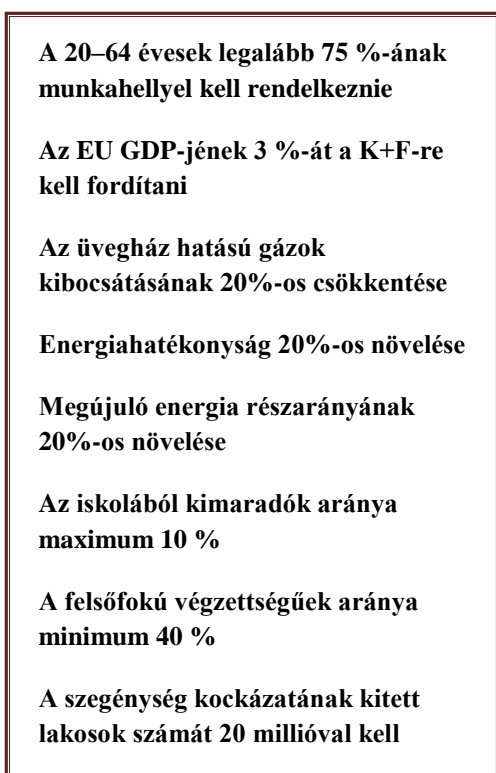 A 20–64 évesek legalább 75 %-ának
munkahellyel kell rendelkeznie
Az EU GDP-jének 3 %-át a K+F-re
kell fordítani
Az üvegház hatású gázok
kibocsátásának 20%-os csökkentése
Energiahatékonyság 20%-os növelése
Megújuló energia részarányának
20%-os növelése
Az iskolából kimaradók aránya
maximum 10 %
A felsőfokú végzettségűek aránya
minimum 40 %
A szegénység kockázatának kitett
lakosok számát 20 millióval kell